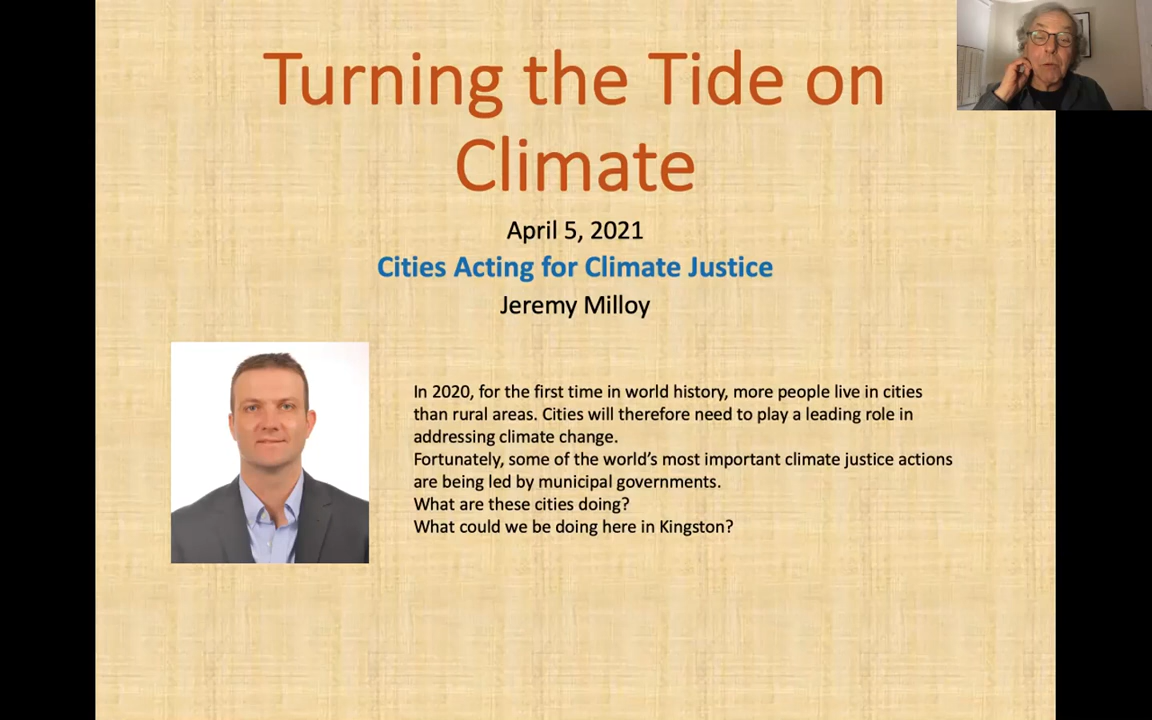 Turning the Tide on
Climate
April 5, 2021
Cities Acting for Climate Justice
Jeremy Milloy
In 2020, for the first time in world history, more people live in cities
than rural areas. Cities will therefore need to play a leading role in
addressing climate change.
Fortunately, some of the world’s most important climate justice actions
are being led by municipal governments.
What are these cities doing?
What could we be doing here in Kingston?